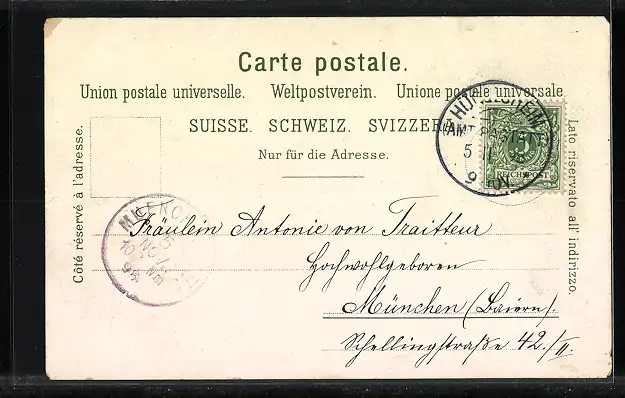 Carte postale.
Union postale universelle. Weltpostverein. Unione postale universale.
SUISSE. SCHWEIZ. SVIZZERA
Nur für die Adresse.
Côté réservé à l'adresse.
Lato riservato all' indirizzo.
5
REICHSPOST
Fräulein Antonie von Traitteur
Hochwohlgeboren
München (Baiern).
Schellingstraße 42./II.